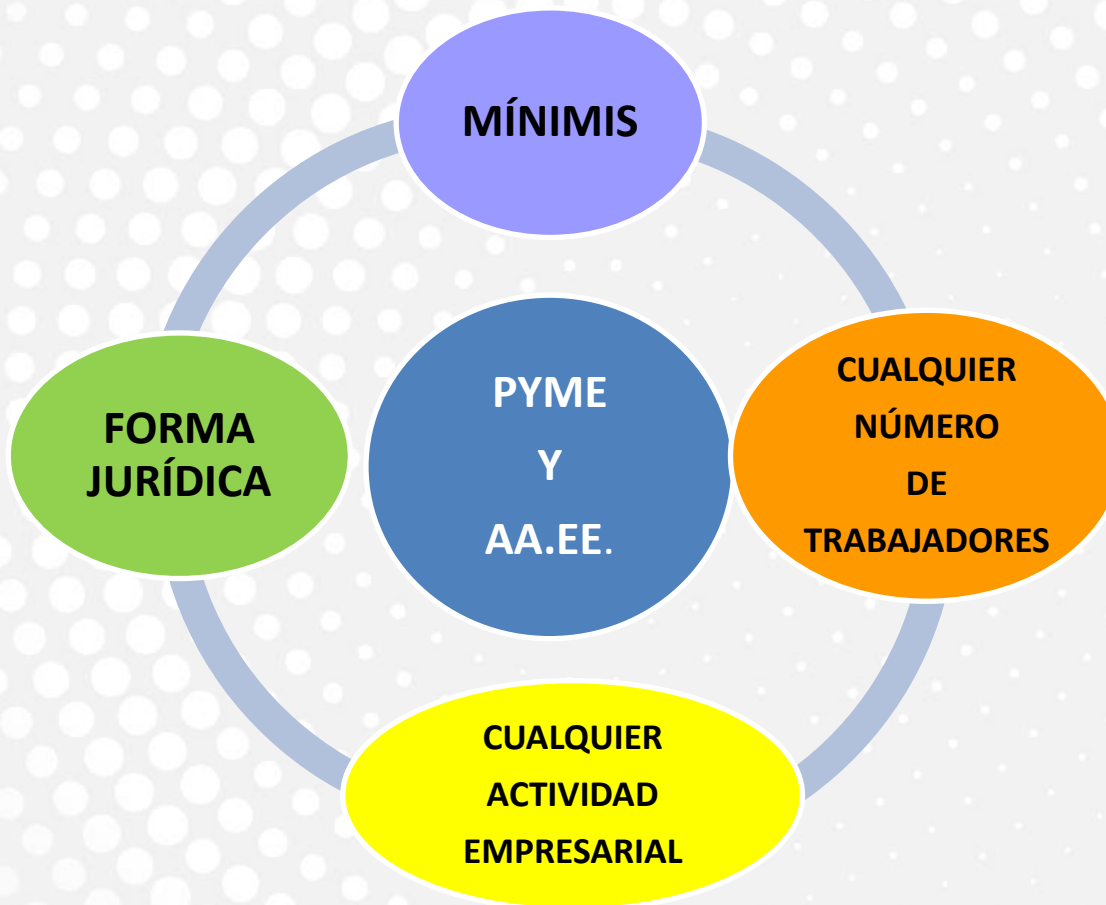 MÍNIMIS
FORMA
JURÍDICA
PYME
Y
AA.EE.
CUALQUIER
NÚMERO
DE
TRABAJADORES
CUALQUIER
ACTIVIDAD
EMPRESARIAL